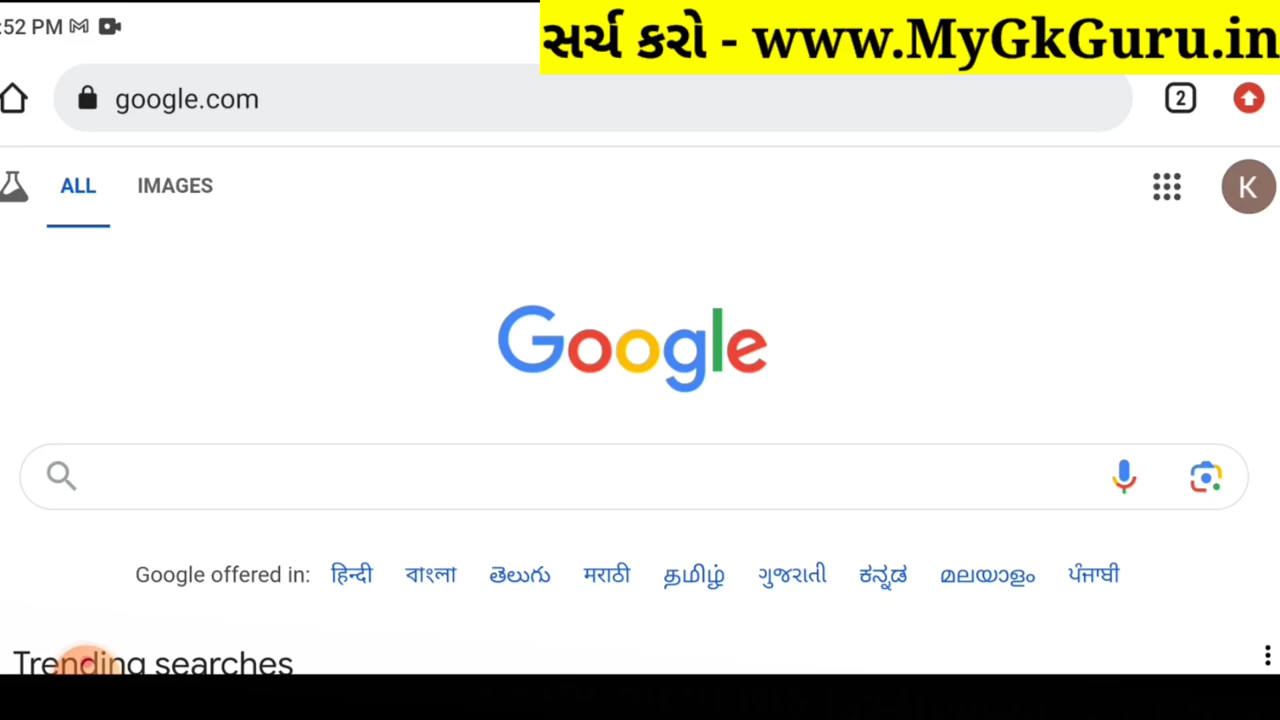 :52 PM
સર્ચ કરો - www.MyGkGuru.in
google.com
2
ALL IMAGES
K
Google
Google offered in: हिन्दी বাংলা తెలుగు मराठी தமிழ் ગુજરાતી ಕನ್ನಡ മലയാളം ਪੰਜਾਬੀ
Trending searches